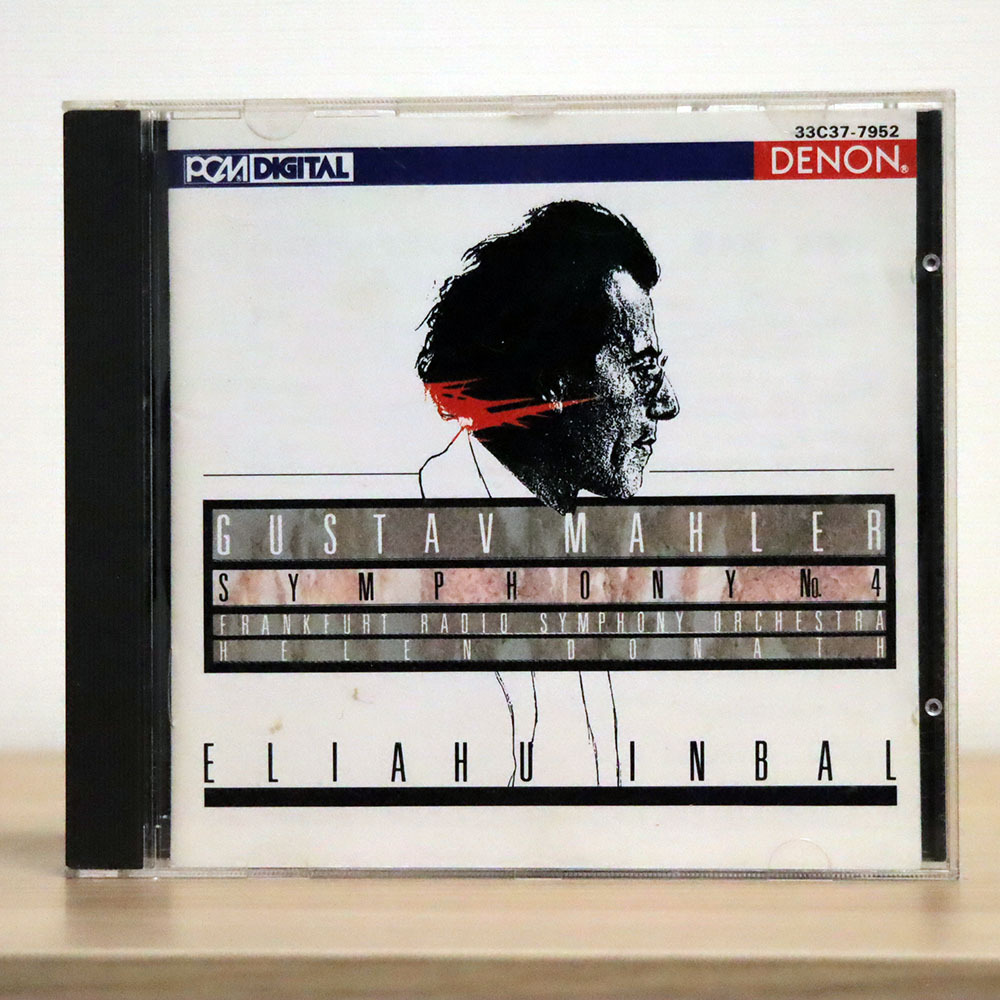 33C37-7952
PCM DIGITAL DENON®
GUSTAV MAHLER
SYMPHONY No. 4
FRANKFURT RADIO SYMPHONY ORCHESTRA
HELEN DONATH
ELIAHU INBAL